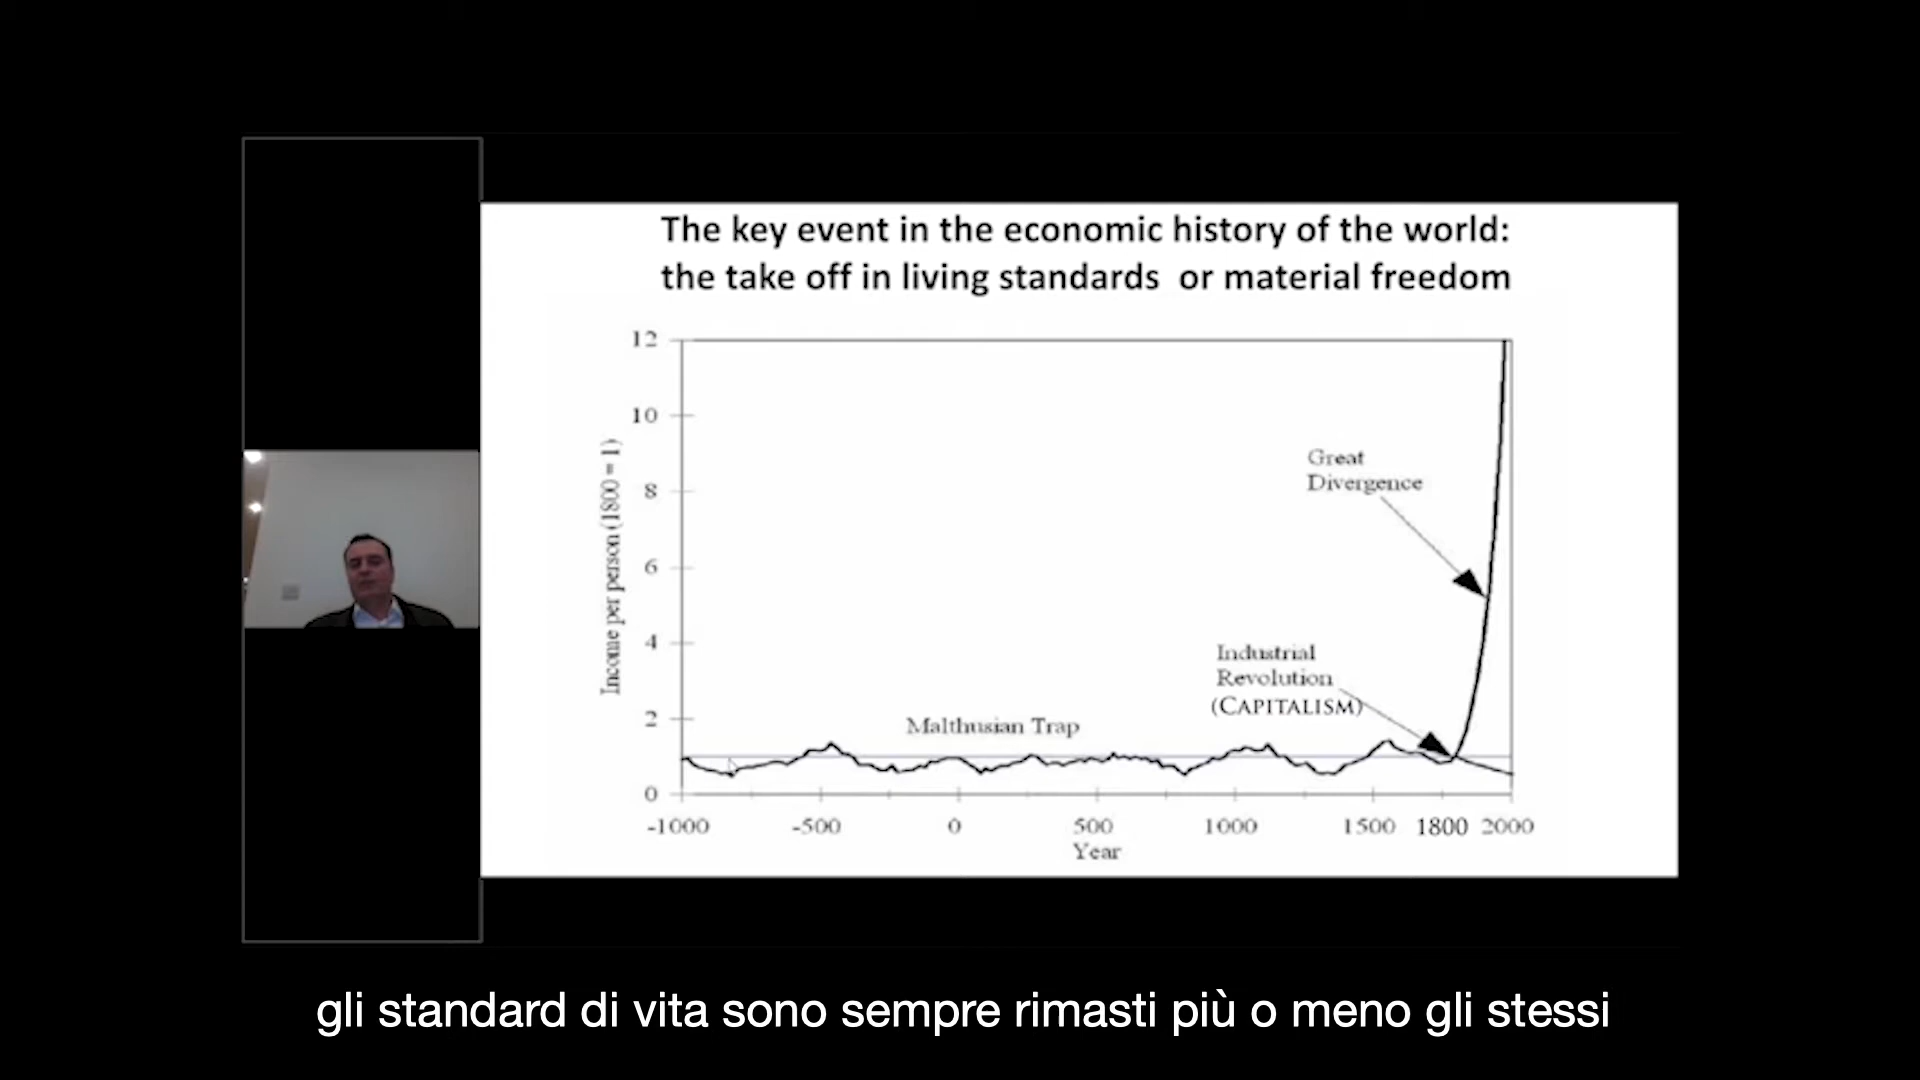 The key event in the economic history of the world:
the take off in living standards or material freedom
12
10
8
6
4
2
0
Income per person (1800 = 1)
Great
Divergence
Industrial
Revolution
(CAPITALISM)
Malthusian Trap
-1000 -500 0 500 1000 1500 1800 2000
Year
gli standard di vita sono sempre rimasti più o meno gli stessi